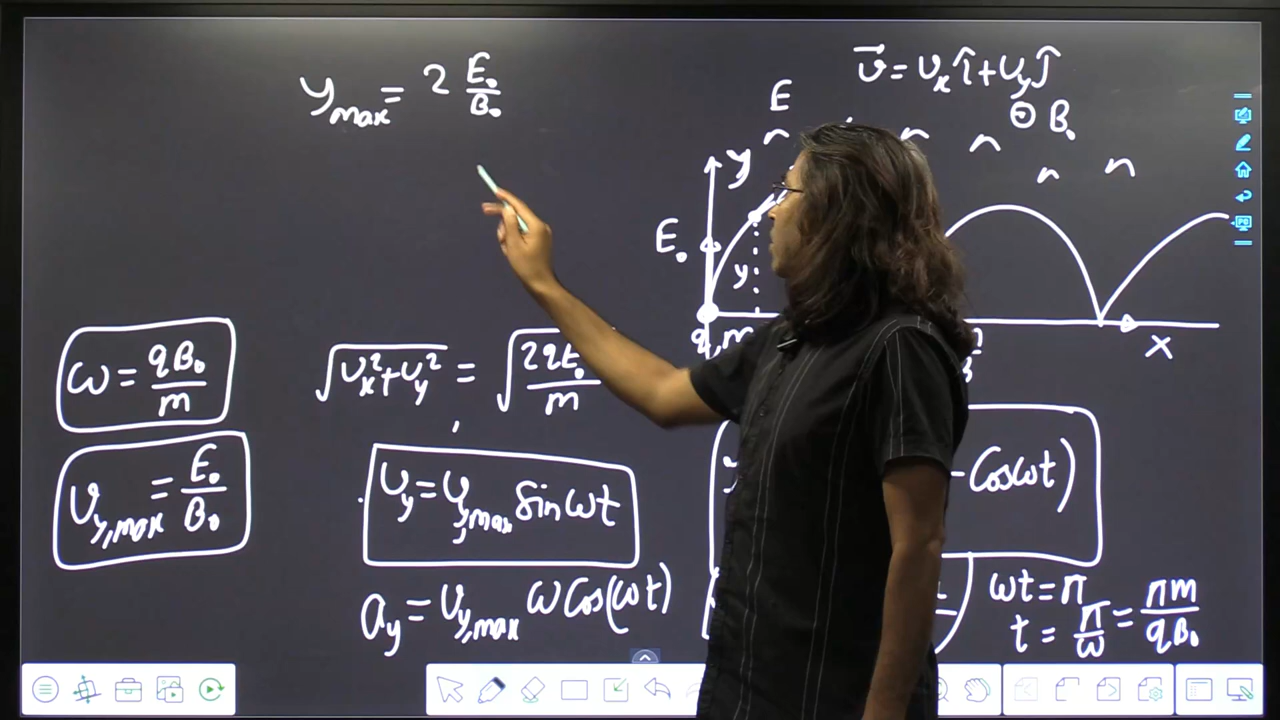 y_max = 2 E₀/B₀
v⃗ = v_x î + v_y ĵ
E
⊙ B₀
y
E₀
y
x
ω = qB₀/m
√(v_x² + v_y²) = √(2qE₀/m)
v_y,max = E₀/B₀
v_y = v_y,max Sin ωt
- Cos ωt)
a_y = v_y,max ω Cos(ωt)
ωt = π
t = π/ω = πm/qB₀